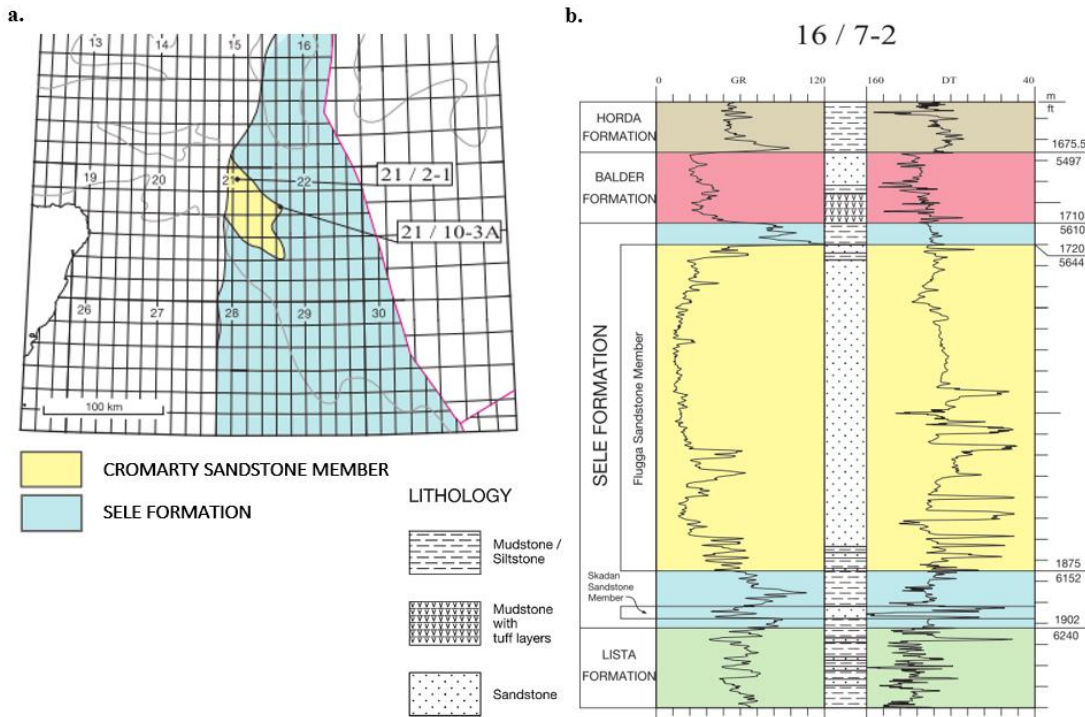 a.
13
14
15
16
19
20
21
22
21 / 2-1
21 / 10-3A
26
27
28
29
30
100 km
CROMARTY SANDSTONE MEMBER
SELE FORMATION
LITHOLOGY
Mudstone /
Siltstone
Mudstone
with
tuff layers
Sandstone
b.
16 / 7-2
0 GR 120 160 DT 40
m
ft
HORDA
FORMATION
1675.5
5497
BALDER
FORMATION
1710
5610
1720
5644
SELE FORMATION
Flugga Sandstone Member
1875
6152
Skadan
Sandstone
Member
1902
6240
LISTA
FORMATION